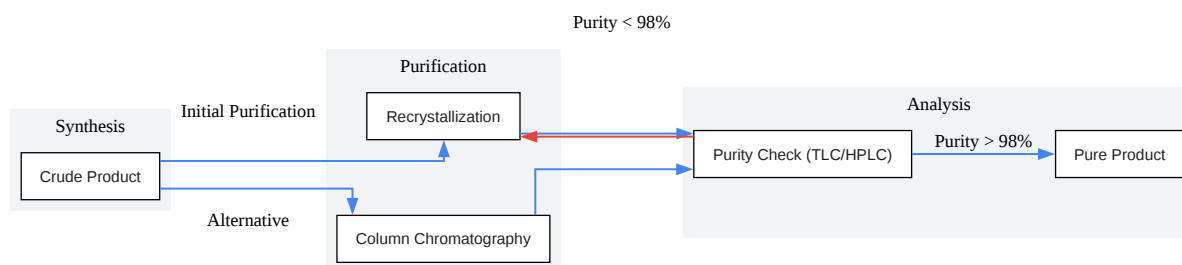 Purity < 98%
Purification
Recrystallization
Initial Purification
Analysis
Synthesis
Purity > 98%
Purity Check (TLC/HPLC)
Pure Product
Crude Product
Alternative
Column Chromatography